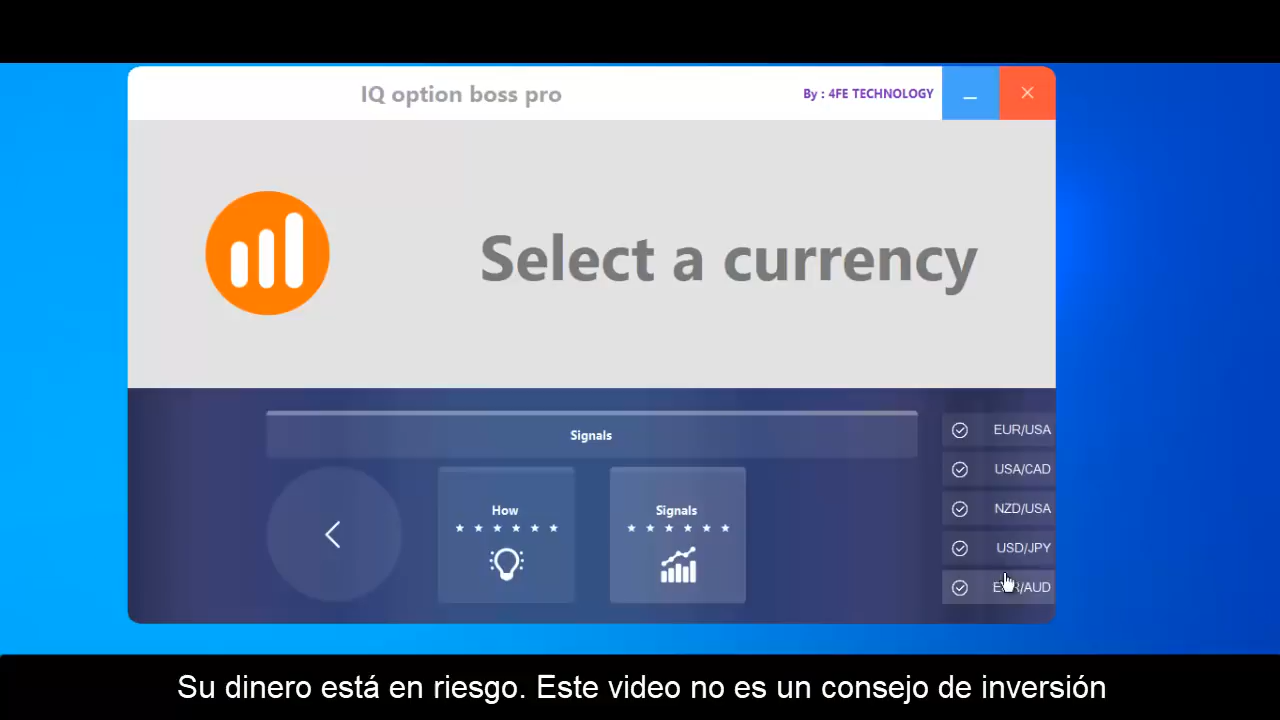 IQ option boss pro
By : 4FE TECHNOLOGY
Select a currency
Signals
EUR/USA
USA/CAD
NZD/USA
USD/JPY
How
Signals
Su dinero está en riesgo. Este video no es un consejo de inversión